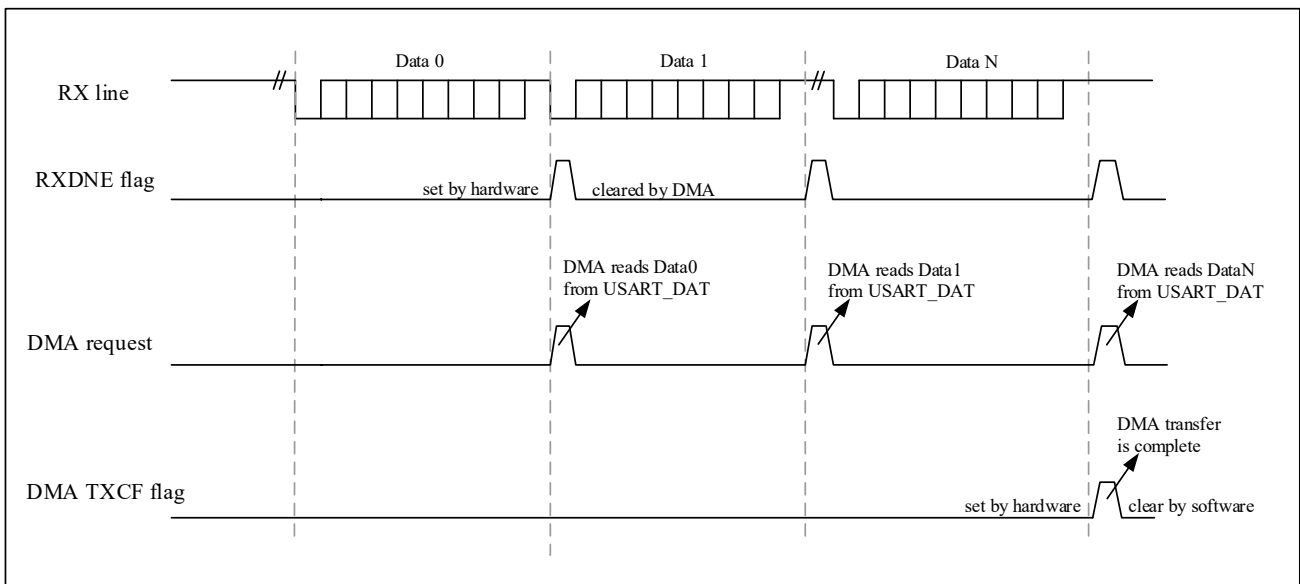 Data 0
Data 1
Data N
RX line
RXDNE flag
set by hardware
cleared by DMA
DMA reads Data0
from USART_DAT
DMA reads Data1
from USART_DAT
DMA reads DataN
from USART_DAT
DMA request
DMA transfer
is complete
DMA TXCF flag
set by hardware
clear by software